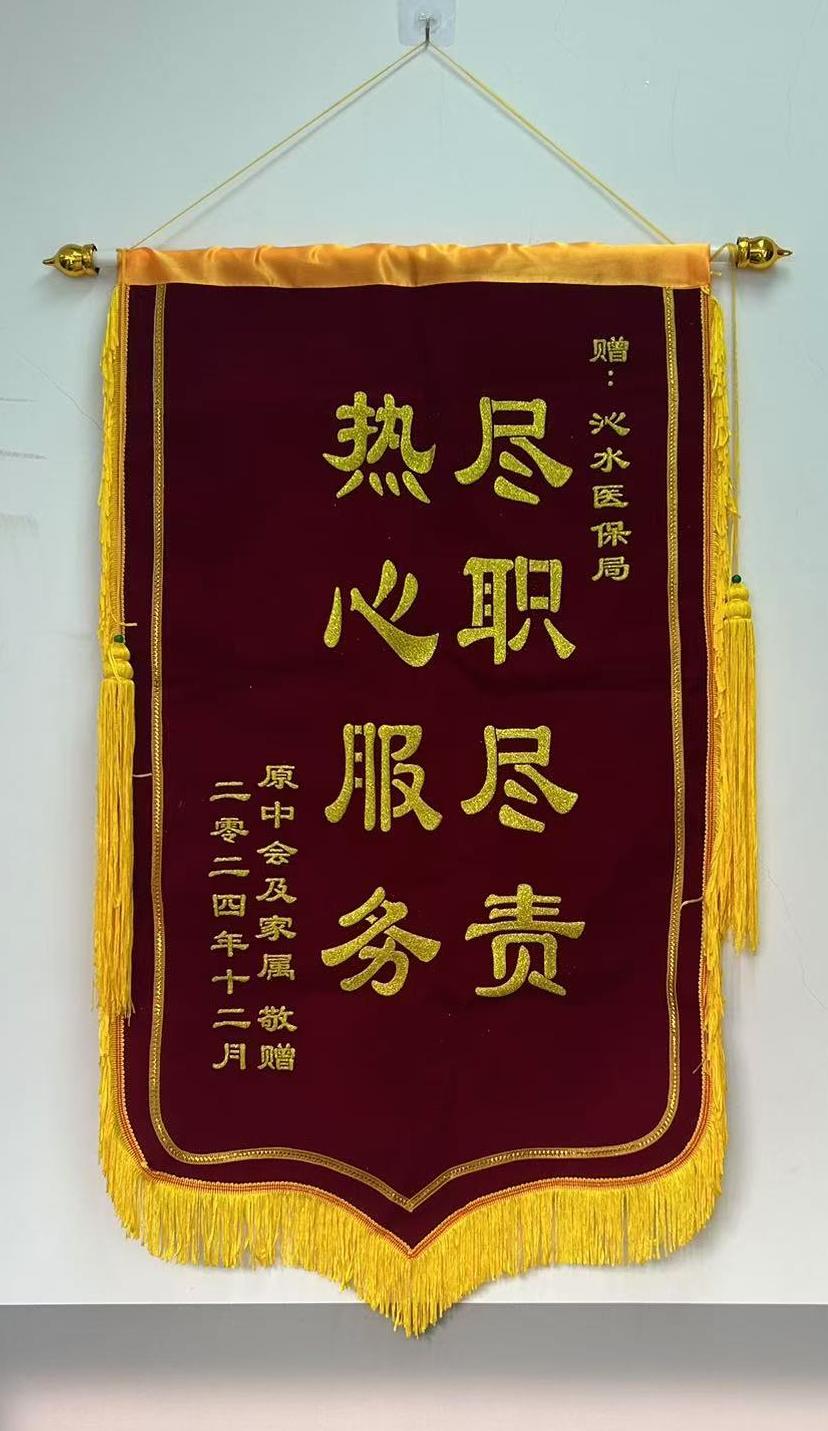 赠：沁水医保局
尽职尽责
热心服务
原中会及家属 敬赠
二零二四年十二月